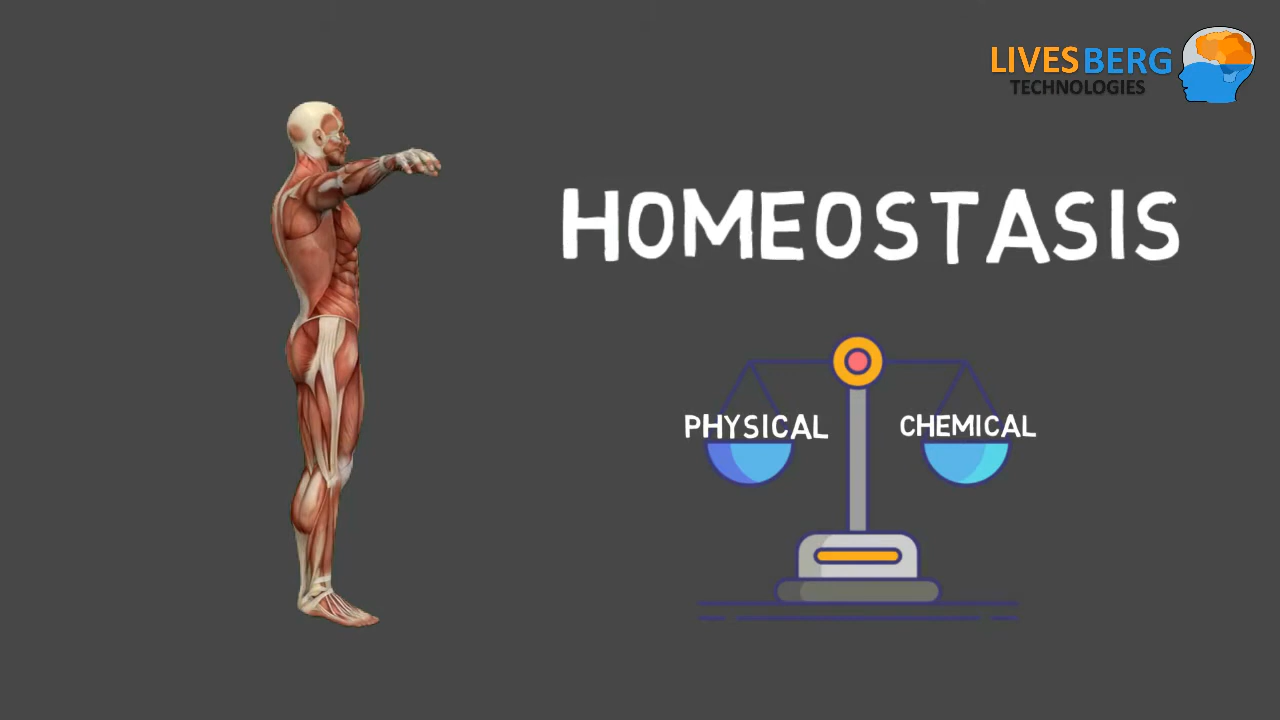 LIVESBERG
TECHNOLOGIES
HOMEOSTASIS
PHYSICAL
CHEMICAL